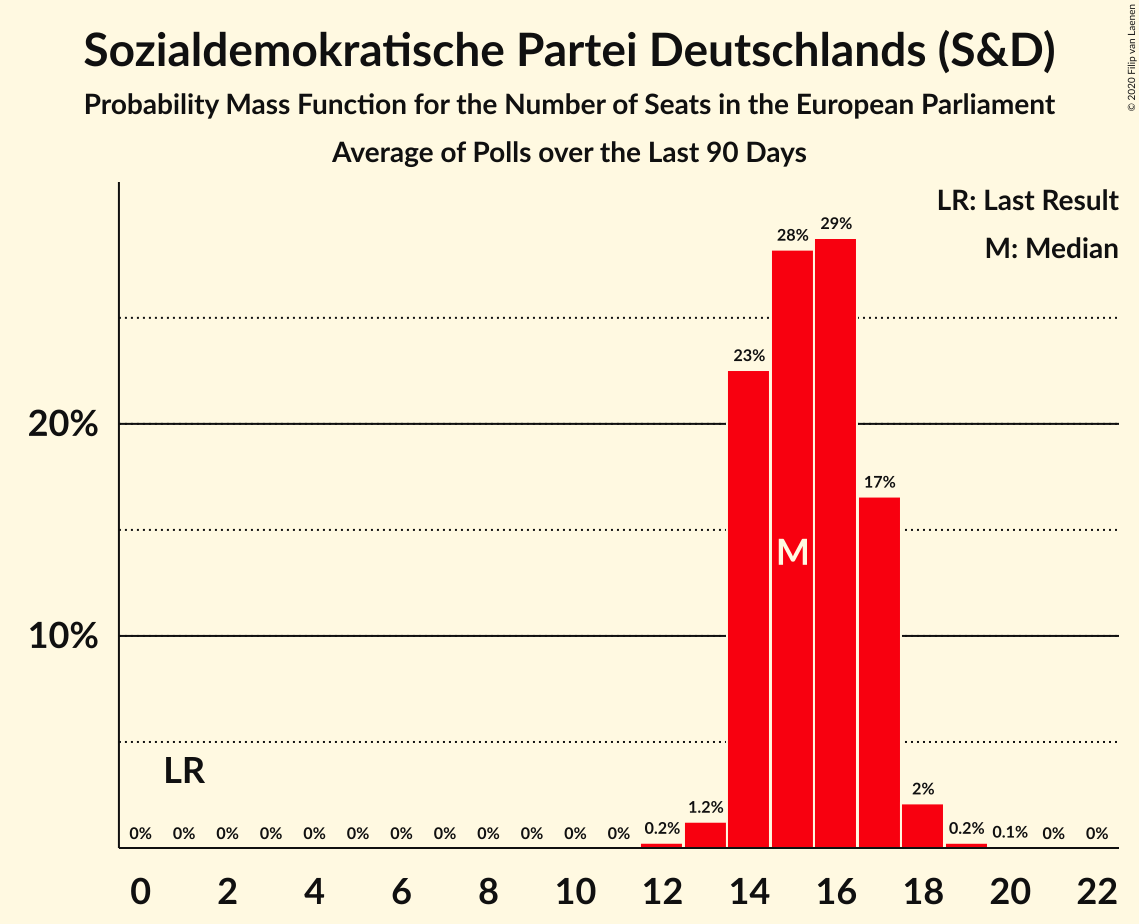 Sozialdemokratische Partei Deutschlands (S&D)
Probability Mass Function for the Number of Seats in the European Parliament
Average of Polls over the Last 90 Days
© 2020 Filip van Laenen
LR: Last Result
M: Median
29%
28%
23%
20%
17%
M
10%
LR
2%
1.2%
0% 0% 0% 0% 0% 0% 0% 0% 0% 0% 0% 0% 0.2% 0.2% 0.1% 0% 0%
0 2 4 6 8 10 12 14 16 18 20 22